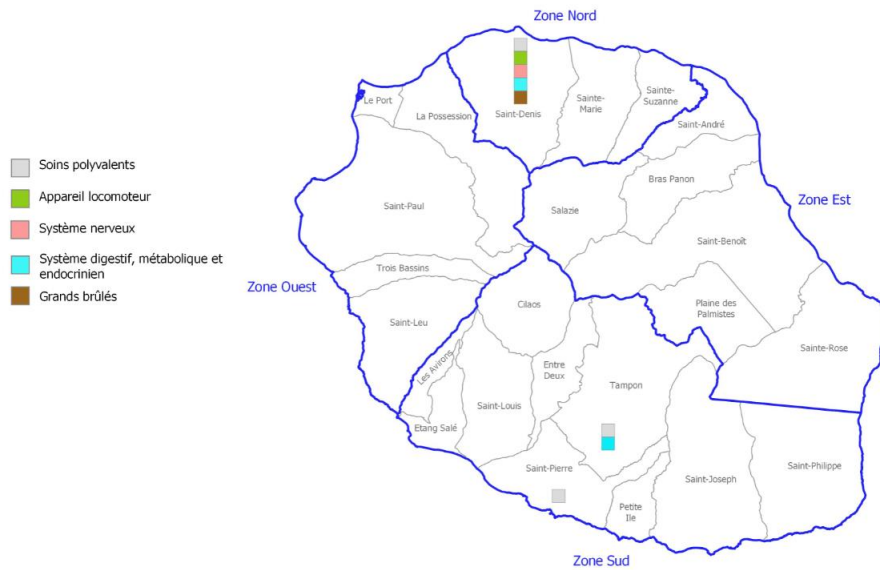 Zone Nord
Le Port
La Possession
Saint-Denis
Sainte-
Marie
Sainte-
Suzanne
Saint-André
Soins polyvalents
Appareil locomoteur
Système nerveux
Système digestif, métabolique et
endocrinien
Grands brûlés
Saint-Paul
Salazie
Bras Panon
Zone Est
Saint-Benoît
Trois Bassins
Zone Ouest
Cilaos
Plaine des
Palmistes
Saint-Leu
Sainte-Rose
Les Avirons
Entre
Deux
Tampon
Saint-Louis
Etang Salé
Saint-Pierre
Saint-Joseph
Saint-Philippe
Petite
Ile
Zone Sud